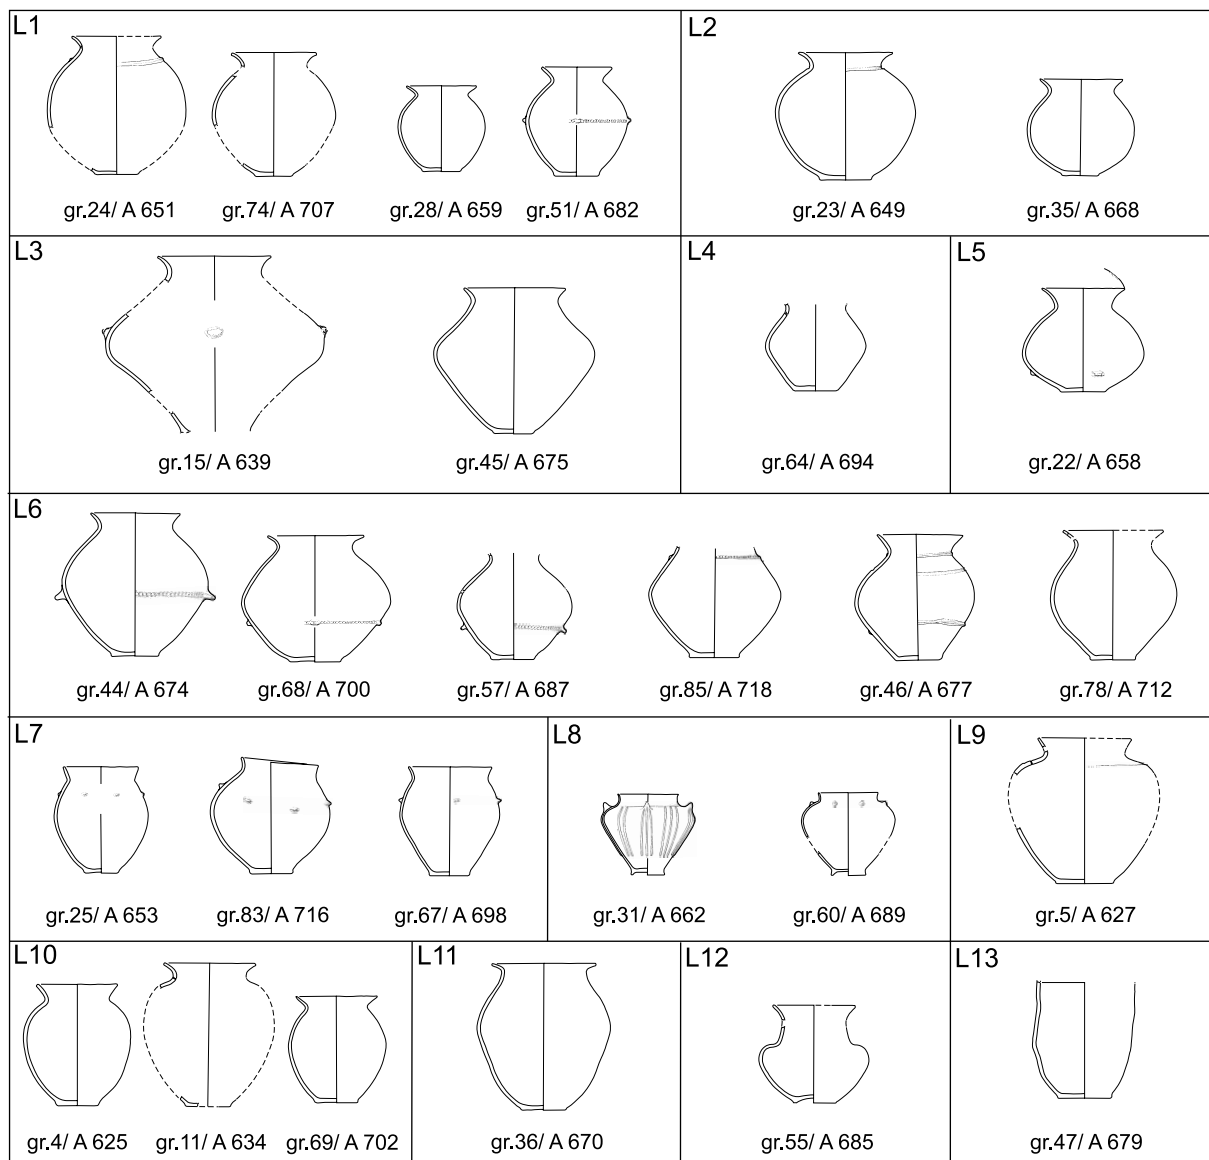 L1
gr.24/ A 651
gr.74/ A 707
gr.28/ A 659
gr.51/ A 682
L2
gr.23/ A 649
gr.35/ A 668
L3
gr.15/ A 639
gr.45/ A 675
L4
gr.64/ A 694
L5
gr.22/ A 658
L6
gr.44/ A 674
gr.68/ A 700
gr.57/ A 687
gr.85/ A 718
gr.46/ A 677
gr.78/ A 712
L7
gr.25/ A 653
gr.83/ A 716
gr.67/ A 698
L8
gr.31/ A 662
gr.60/ A 689
L9
gr.5/ A 627
L10
gr.4/ A 625
gr.11/ A 634
gr.69/ A 702
L11
gr.36/ A 670
L12
gr.55/ A 685
L13
gr.47/ A 679